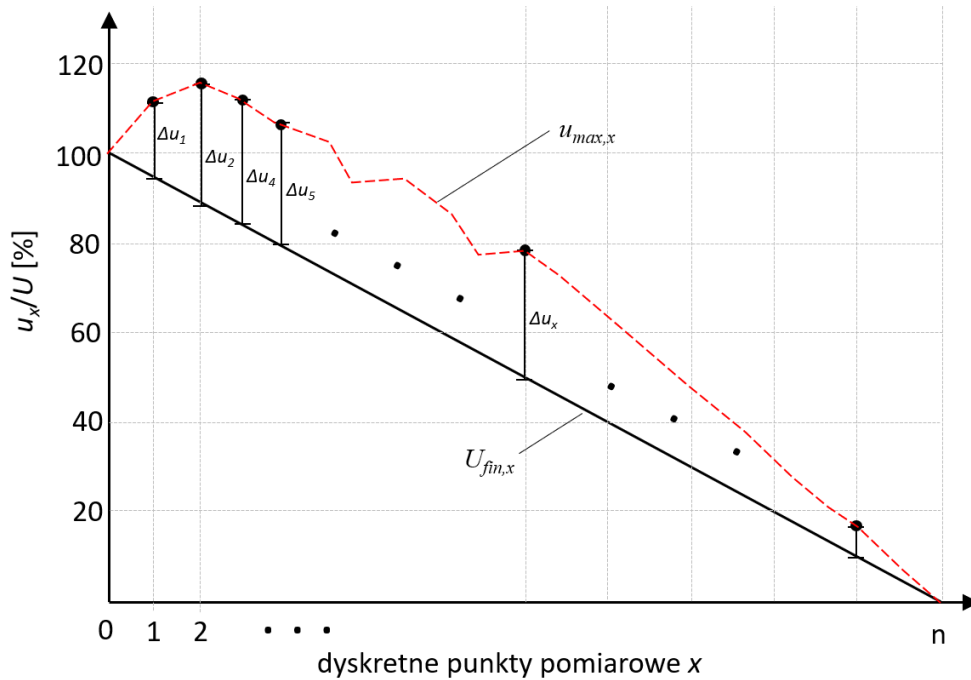 120
100
80
60
40
20
u_x/U [%]
Δu_1
Δu_2
Δu_4
Δu_5
u_max,x
Δu_x
U_fin,x
0 1 2 n
dyskretne punkty pomiarowe x